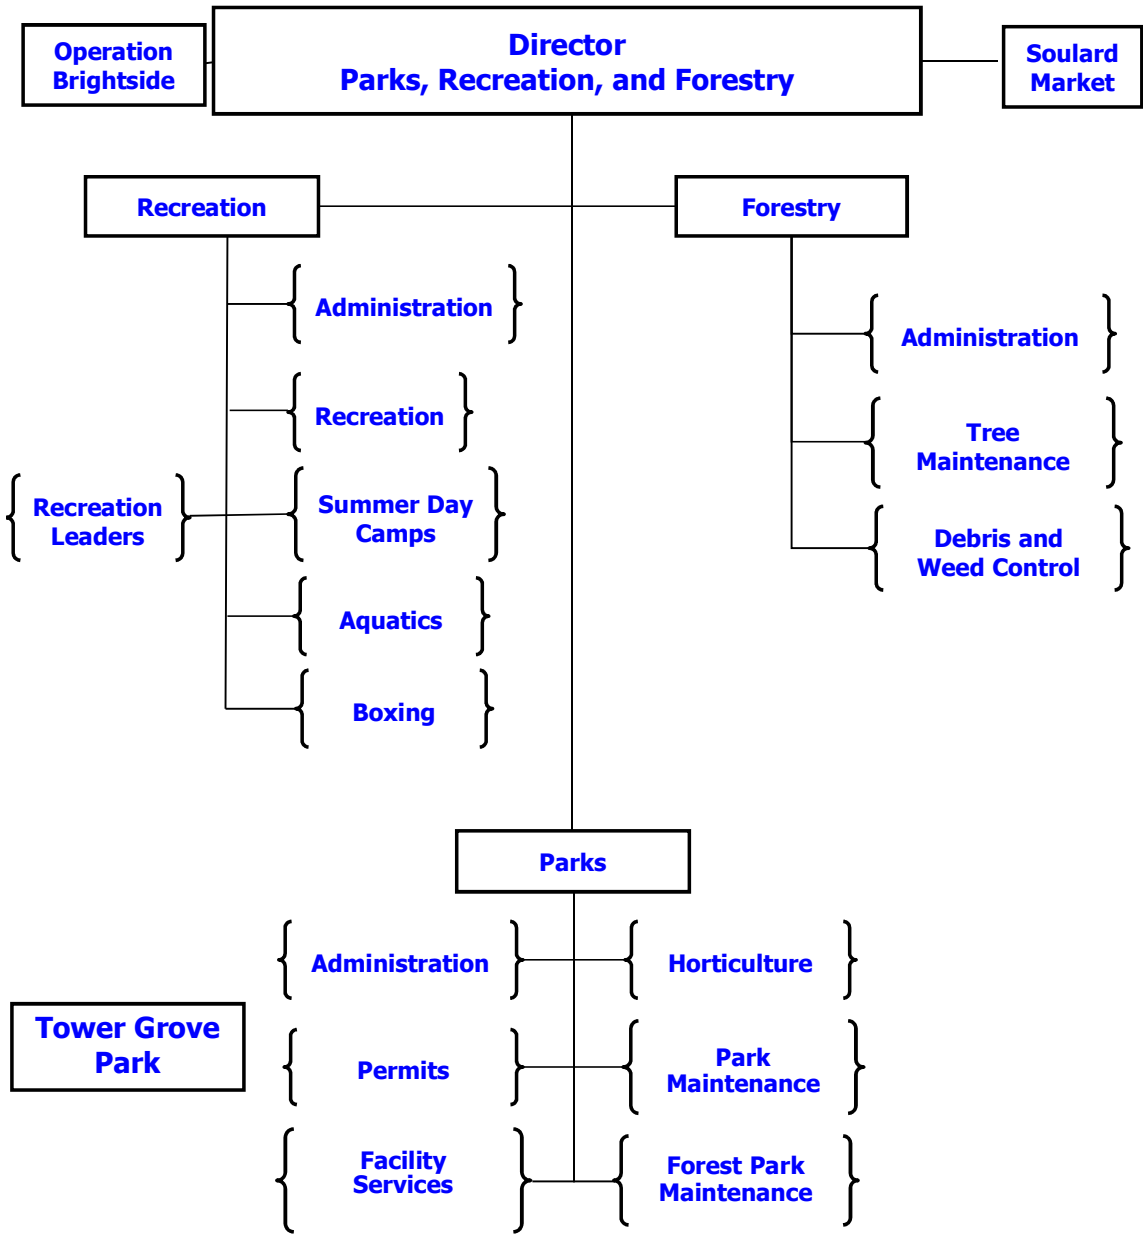 Operation
Brightside
Director
Parks, Recreation, and Forestry
Soulard
Market
Recreation
Forestry
Administration
Recreation
Recreation
Leaders
Summer Day
Camps
Aquatics
Boxing
Administration
Tree
Maintenance
Debris and
Weed Control
Parks
Administration
Horticulture
Tower Grove
Park
Permits
Park
Maintenance
Facility
Services
Forest Park
Maintenance